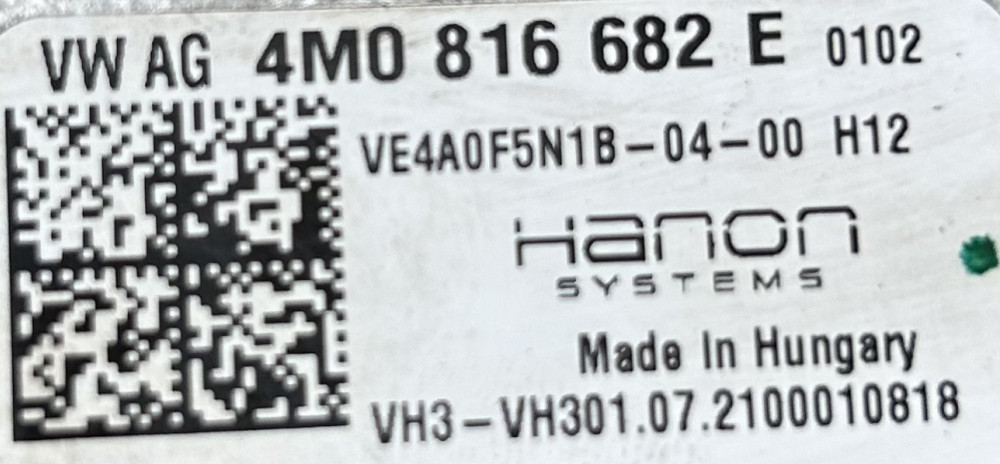 VW AG 4M0 816 682 E 0102
VE4A0F5N1B-04-00 H12
Hanon
SYSTEMS
Made In Hungary
VH3-VH301.07.2100010818